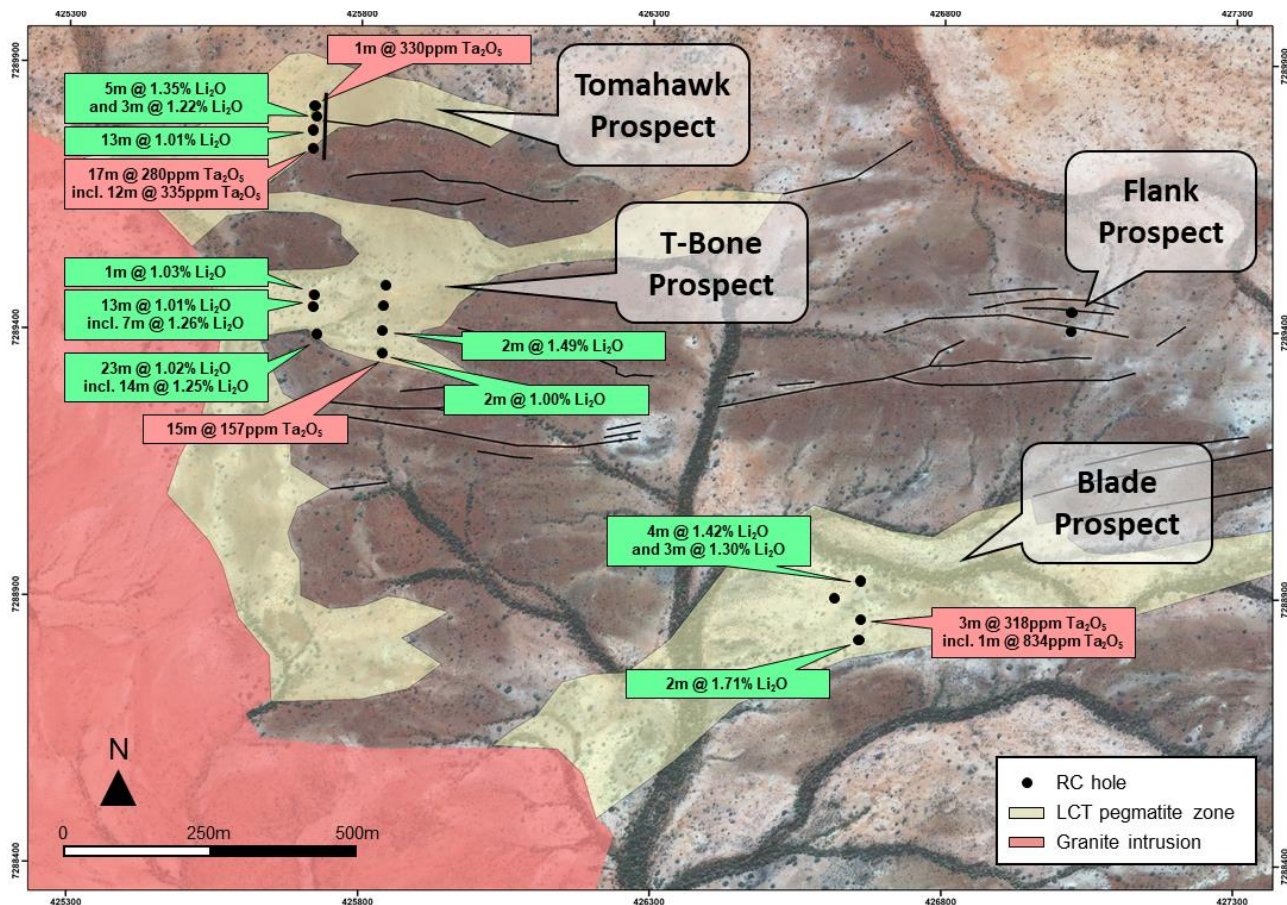 425300
425800
426300
426800
427300
7289900
7289900
1m @ 330ppm Ta₂O₅
Tomahawk
Prospect
5m @ 1.35% Li₂O
and 3m @ 1.22% Li₂O
13m @ 1.01% Li₂O
17m @ 280ppm Ta₂O₅
incl. 12m @ 335ppm Ta₂O₅
Flank
Prospect
T-Bone
Prospect
1m @ 1.03% Li₂O
13m @ 1.01% Li₂O
incl. 7m @ 1.26% Li₂O
7289400
7289400
2m @ 1.49% Li₂O
23m @ 1.02% Li₂O
incl. 14m @ 1.25% Li₂O
2m @ 1.00% Li₂O
15m @ 157ppm Ta₂O₅
Blade
Prospect
4m @ 1.42% Li₂O
and 3m @ 1.30% Li₂O
7288900
7288900
3m @ 318ppm Ta₂O₅
incl. 1m @ 834ppm Ta₂O₅
2m @ 1.71% Li₂O
N
0
250m
500m
RC hole
LCT pegmatite zone
Granite intrusion
7288400
7288400
425300
425800
426300
426800
427300